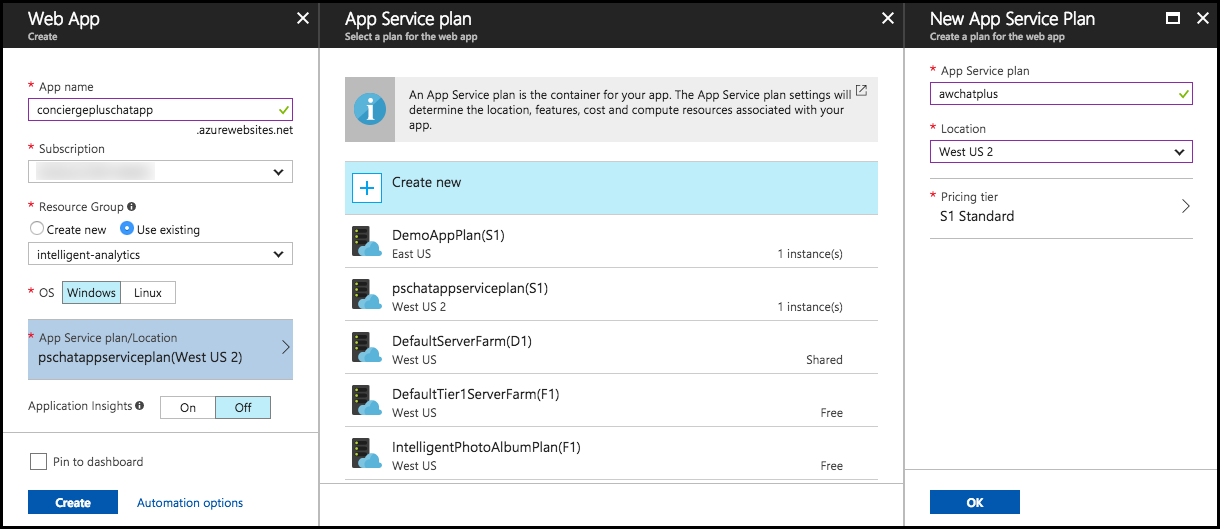 Web App
Create
* App name
conciergepluschatapp
.azurewebsites.net
* Subscription
* Resource Group
Create new Use existing
intelligent-analytics
* OS Windows Linux
* App Service plan/Location
pschatappserviceplan(West US 2)
Application Insights On Off
Pin to dashboard
Create Automation options
App Service plan
Select a plan for the web app
An App Service plan is the container for your app. The App Service plan settings will
determine the location, features, cost and compute resources associated with your
app.
Create new
DemoAppPlan(S1)
East US 1 instance(s)
pschatappserviceplan(S1)
West US 2 1 instance(s)
DefaultServerFarm(D1)
West US Shared
DefaultTier1ServerFarm(F1)
West US Free
IntelligentPhotoAlbumPlan(F1)
West US Free
New App Service Plan
Create a plan for the web app
* App Service plan
awchatplus
* Location
West US 2
* Pricing tier
S1 Standard
OK